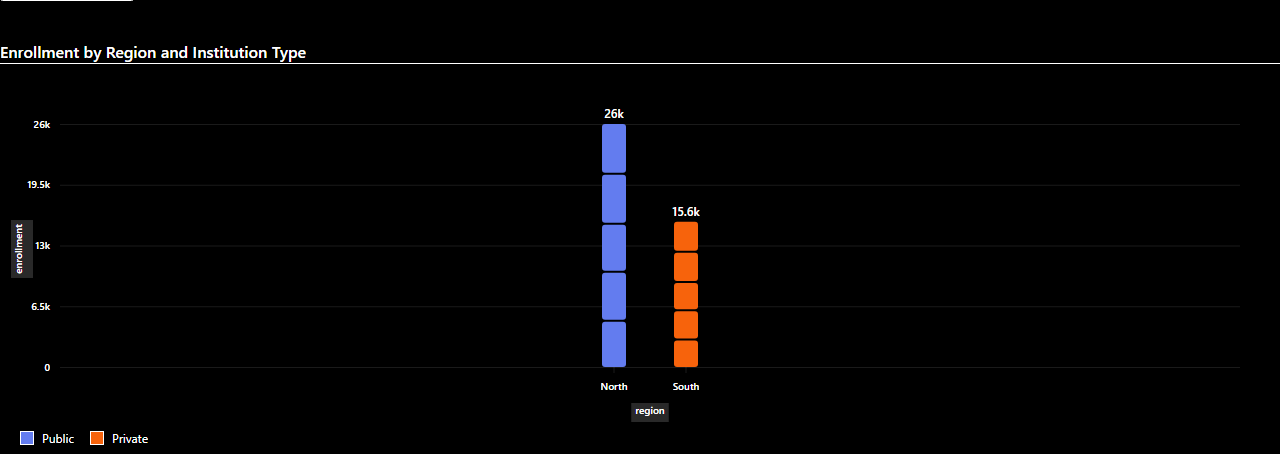 Enrollment by Region and Institution Type
26k
26k
19.5k
15.6k
enrollment
13k
6.5k
0
North South
region
Public Private